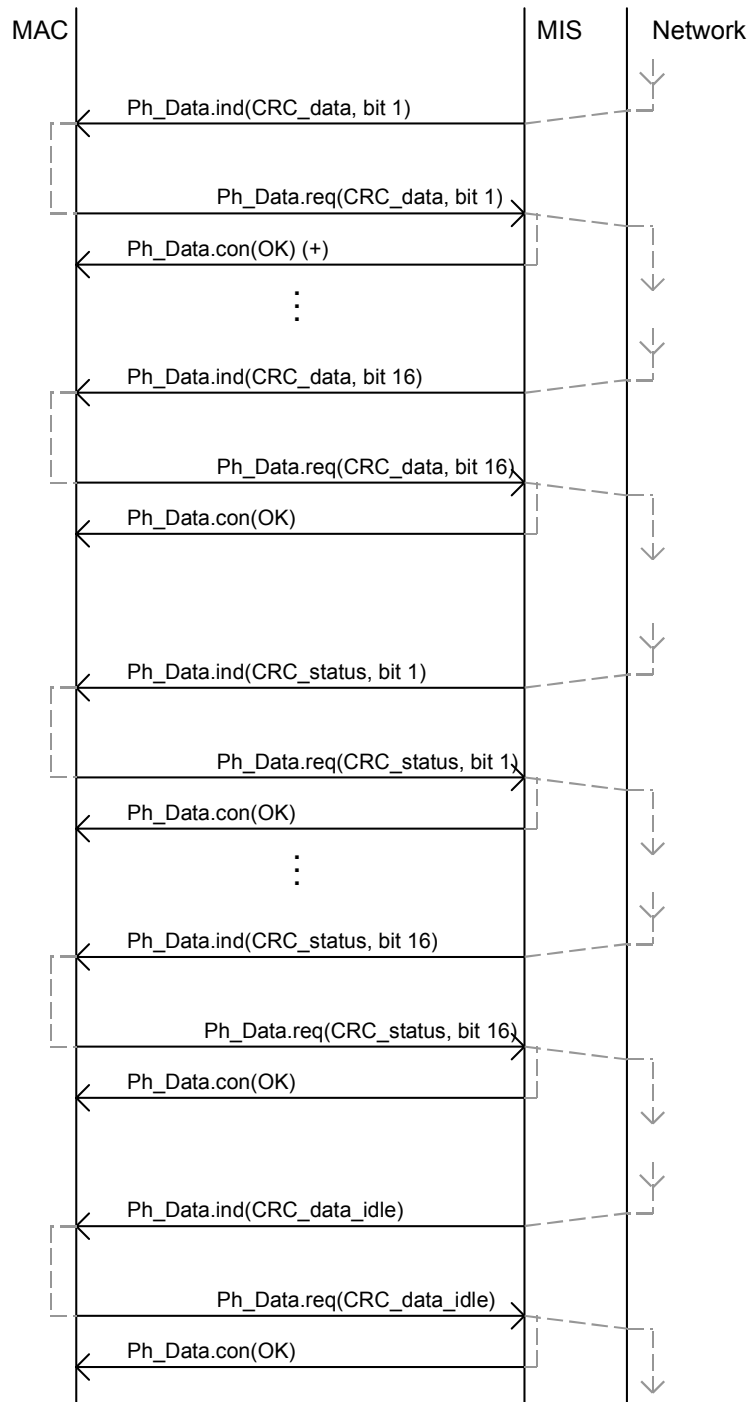 MAC MIS Network
Ph_Data.ind(CRC_data, bit 1)
Ph_Data.req(CRC_data, bit 1)
Ph_Data.con(OK) (+)
⋮
Ph_Data.ind(CRC_data, bit 16)
Ph_Data.req(CRC_data, bit 16)
Ph_Data.con(OK)
Ph_Data.ind(CRC_status, bit 1)
Ph_Data.req(CRC_status, bit 1)
Ph_Data.con(OK)
⋮
Ph_Data.ind(CRC_status, bit 16)
Ph_Data.req(CRC_status, bit 16)
Ph_Data.con(OK)
Ph_Data.ind(CRC_data_idle)
Ph_Data.req(CRC_data_idle)
Ph_Data.con(OK)